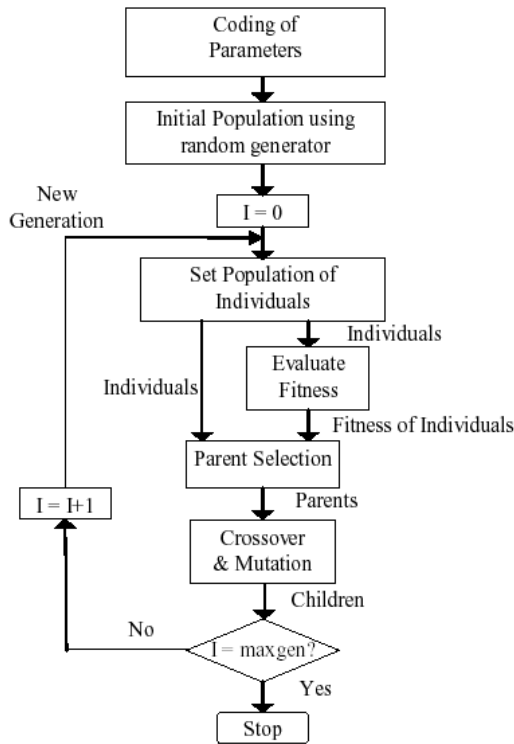 Coding of
Parameters
Initial Population using
random generator
New
Generation
I = 0
Set Population of
Individuals
Individuals
Individuals
Evaluate
Fitness
Fitness of Individuals
Parent Selection
Parents
I = I+1
Crossover
& Mutation
Children
No
I = maxgen?
Yes
Stop